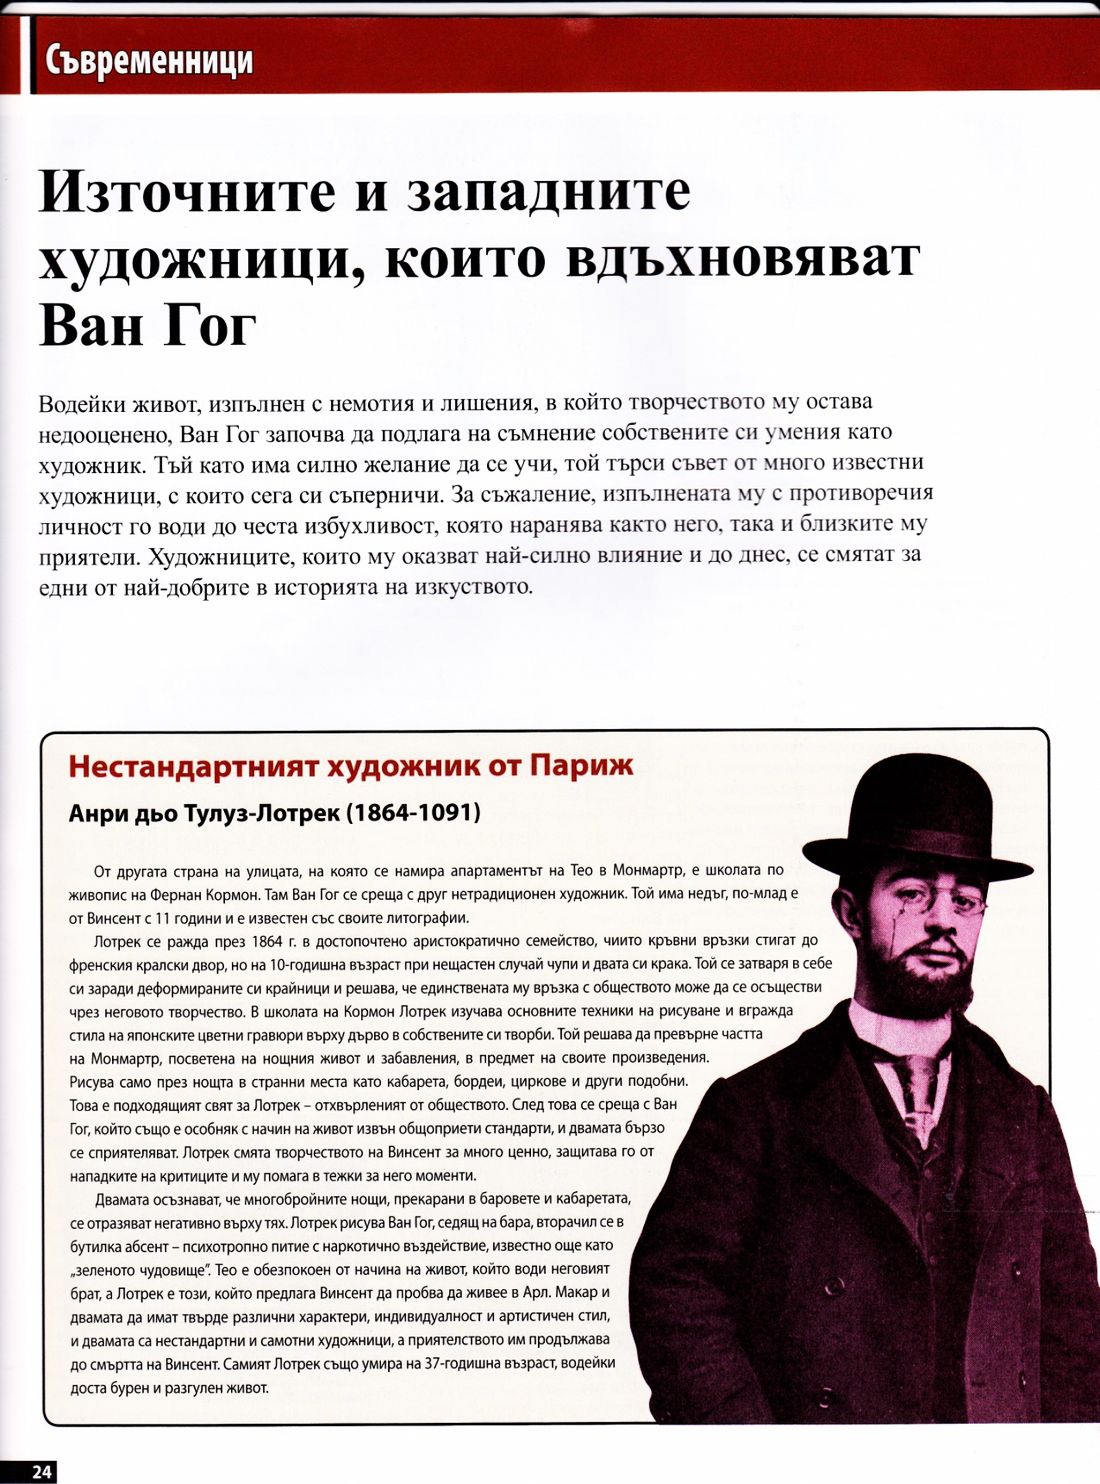 Съвременници
Източните и западните
художници, които вдъхновяват
Ван Гог
Водейки живот, изпълнен с немотия и лишения, в който творчеството му остава
недооценено, Ван Гог започва да подлага на съмнение собствените си умения като
художник. Тъй като има силно желание да се учи, той търси съвет от много известни
художници, с които сега си съперничи. За съжаление, изпълнената му с противоречия
личност го води до честа избухливост, която наранява както него, така и близките му
приятели. Художниците, които му оказват най-силно влияние и до днес, се смятат за
едни от най-добрите в историята на изкуството.
Нестандартният художник от Париж
Анри дьо Тулуз-Лотрек (1864-1091)
От другата страна на улицата, на която се намира апартаментът на Тео в Монмартр, е школата по
живопис на Фернан Кормон. Там Ван Гог се среща с друг нетрадиционен художник. Той има недъг, по-млад е
от Винсент с 11 години и е известен със своите литографии.
Лотрек се ражда през 1864 г. в достопочтено аристократично семейство, чиито кръвни връзки стигат до
френския кралски двор, но на 10-годишна възраст при нещастен случай чупи и двата си крака. Той се затваря в себе
си заради деформираните си крайници и решава, че единствената му връзка с обществото може да се осъществи
чрез неговото творчество. В школата на Кормон Лотрек изучава основните техники на рисуване и вгражда
стила на японските цветни гравюри върху дърво в собствените си творби. Той решава да превърне частта
на Монмартр, посветена на нощния живот и забавления, в предмет на своите произведения.
Рисува само през нощта в странни места като кабарета, бордеи, циркове и други подобни.
Това е подходящият свят за Лотрек – отхвърленият от обществото. След това се среща с Ван
Гог, който също е особняк с начин на живот извън общоприети стандарти, и двамата бързо
се сприятеляват. Лотрек смята творчеството на Винсент за много ценно, защитава го от
нападките на критиците и му помага в тежки за него моменти.
Двамата осъзнават, че многобройните нощи, прекарани в баровете и кабаретата,
се отразяват негативно върху тях. Лотрек рисува Ван Гог, седящ на бара, вторачил се в
бутилка абсент – психотропно питие с наркотично въздействие, известно още като
„зеленото чудовище". Тео е обезпокоен от начина на живот, който води неговият
брат, а Лотрек е този, който предлага Винсент да пробва да живее в Арл. Макар и
двамата да имат твърде различни характери, индивидуалност и артистичен стил,
и двамата са нестандартни и самотни художници, а приятелството им продължава
до смъртта на Винсент. Самият Лотрек също умира на 37-годишна възраст, водейки
доста бурен и разгулен живот.
24